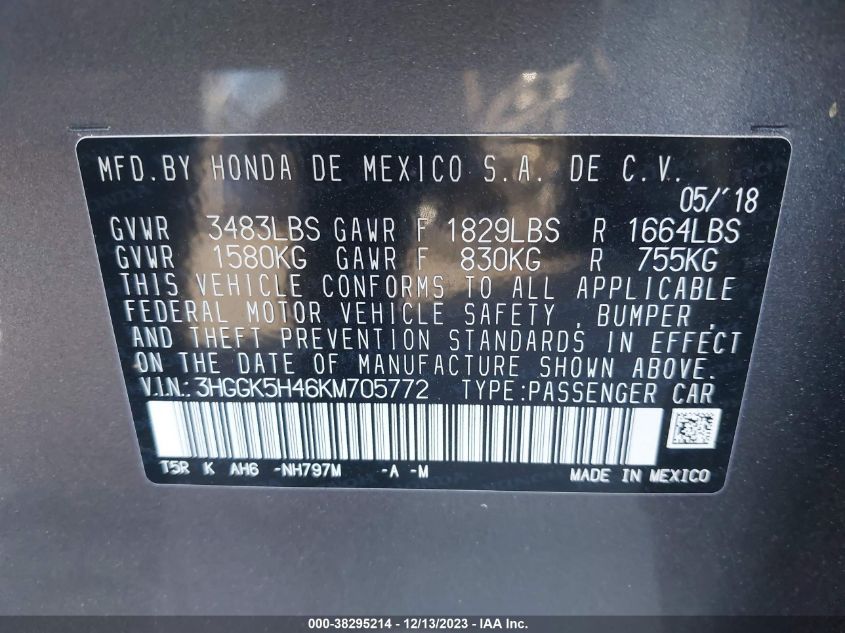 MFD.BY HONDA DE MEXICO S.A. DE C.V.
05/'18
GVWR 3483LBS GAWR F 1829LBS R 1664LBS
GVWR 1580KG GAWR F 830KG R 755KG
THIS VEHICLE CONFORMS TO ALL APPLICABLE
FEDERAL MOTOR VEHICLE SAFETY , BUMPER ,
AND THEFT PREVENTION STANDARDS IN EFFECT
ON THE DATE OF MANUFACTURE SHOWN ABOVE.
V.I.N.: 3HGGK5H46KM705772 TYPE:PASSENGER CAR
T5R K AH6 -NH797M -A -M MADE IN MEXICO
000-38295214 - 12/13/2023 - IAA Inc.